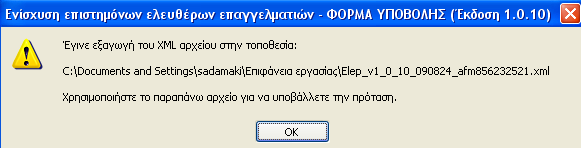 Ενίσχυση επιστημόνων ελευθέρων επαγγελματιών - ΦΟΡΜΑ ΥΠΟΒΟΛΗΣ (Έκδοση 1.0.10)
Έγινε εξαγωγή του XML αρχείου στην τοποθεσία:
C:\Documents and Settings\sadamaki\Επιφάνεια εργασίας\Elep_v1_0_10_090824_afm856232521.xml
Χρησιμοποιήστε το παραπάνω αρχείο για να υποβάλλετε την πρόταση.
OK